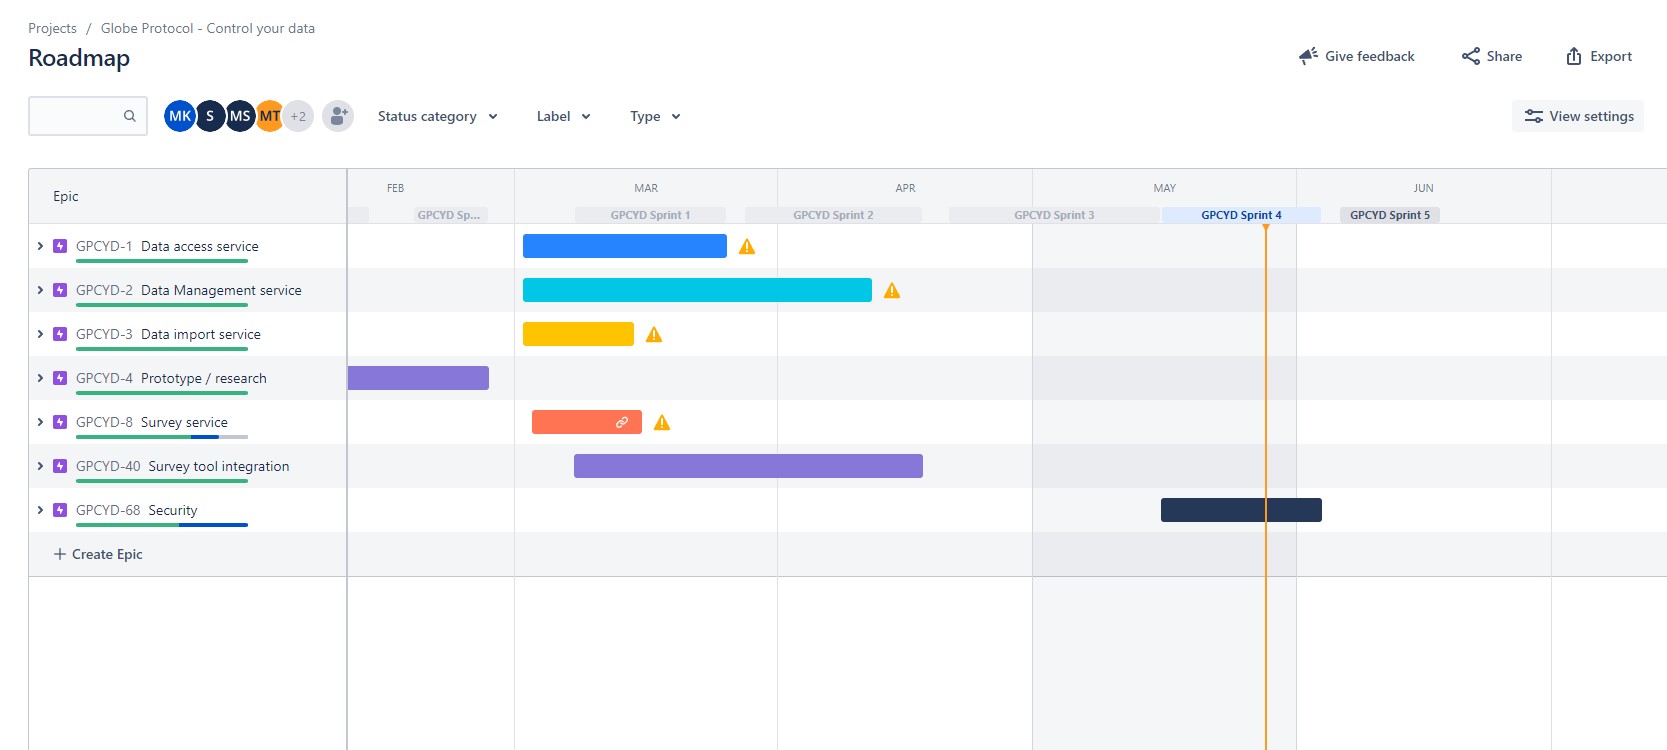 Projects / Globe Protocol - Control your data
Roadmap
Give feedback
Share
Export
MK S MS MT +2
Status category
Label
Type
View settings
Epic
FEB MAR APR MAY JUN
GPCYD Sp... GPCYD Sprint 1 GPCYD Sprint 2 GPCYD Sprint 3 GPCYD Sprint 4 GPCYD Sprint 5
GPCYD-1 Data access service
GPCYD-2 Data Management service
GPCYD-3 Data import service
GPCYD-4 Prototype / research
GPCYD-8 Survey service
GPCYD-40 Survey tool integration
GPCYD-68 Security
+ Create Epic